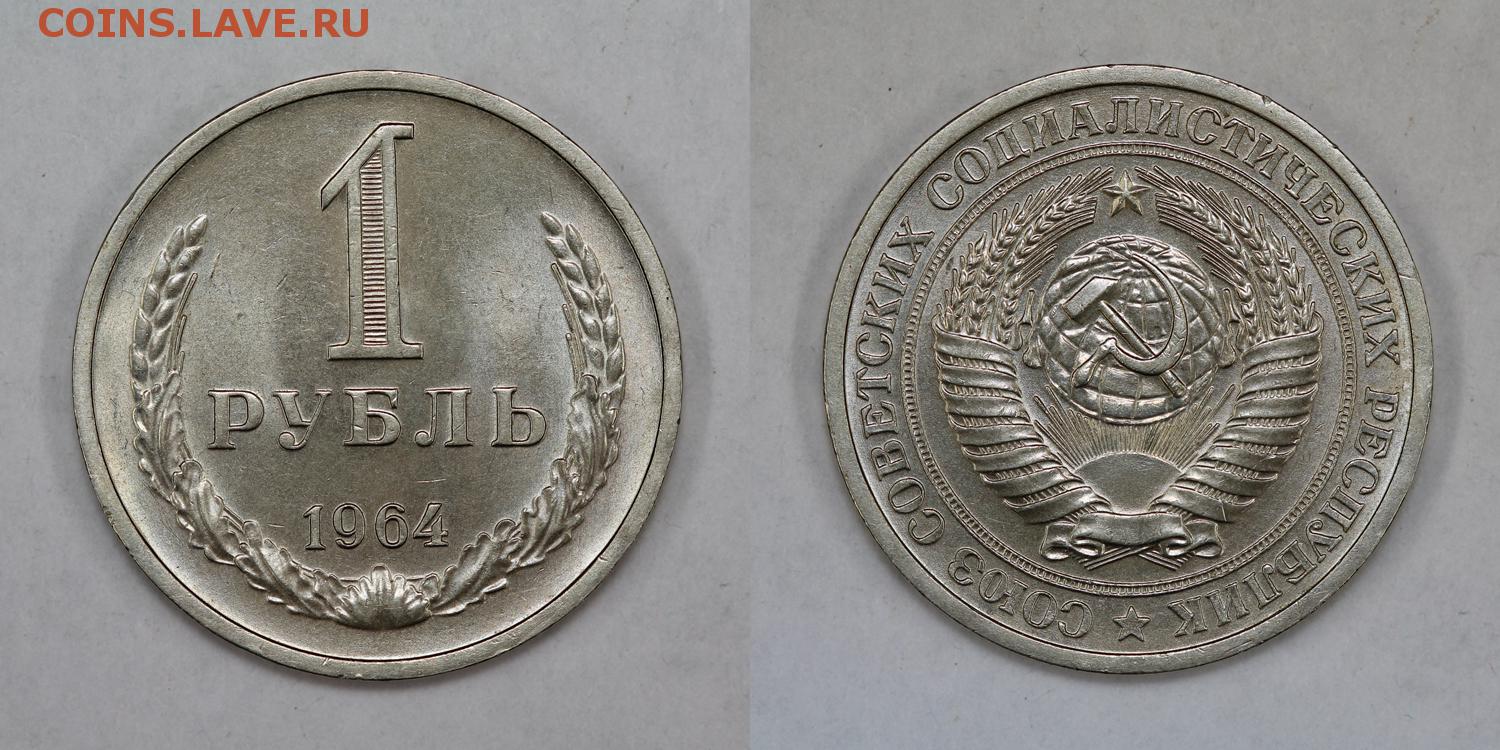 COINS.LAVE.RU
1
РУБЛЬ
1964
СОЮЗ СОВЕТСКИХ СОЦИАЛИСТИЧЕСКИХ РЕСПУБЛИК